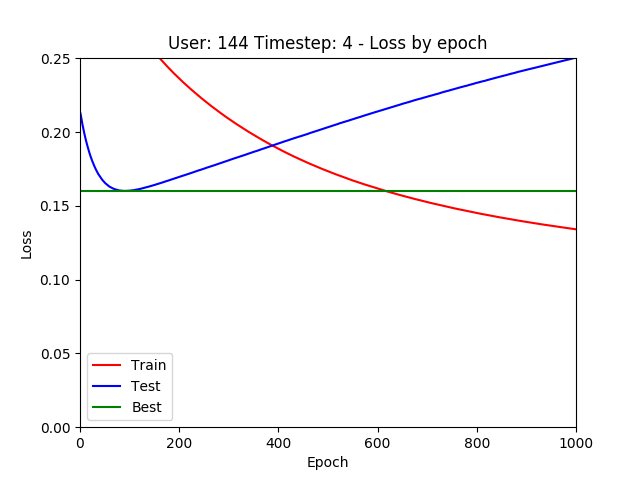 User: 144 Timestep: 4 - Loss by epoch
0.25
0.20
0.15
0.10
0.05
0.00
Loss
Train
Test
Best
0 200 400 600 800 1000
Epoch